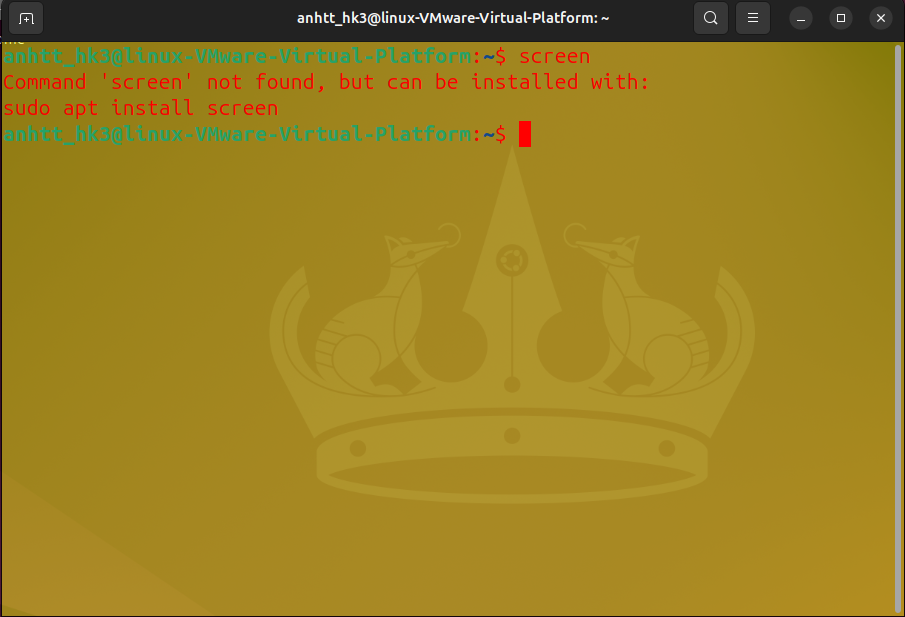 anhtt_hk3@linux-VMware-Virtual-Platform: ~
anhtt_hk3@linux-VMware-Virtual-Platform:~$ screen
Command 'screen' not found, but can be installed with:
sudo apt install screen
anhtt_hk3@linux-VMware-Virtual-Platform:~$